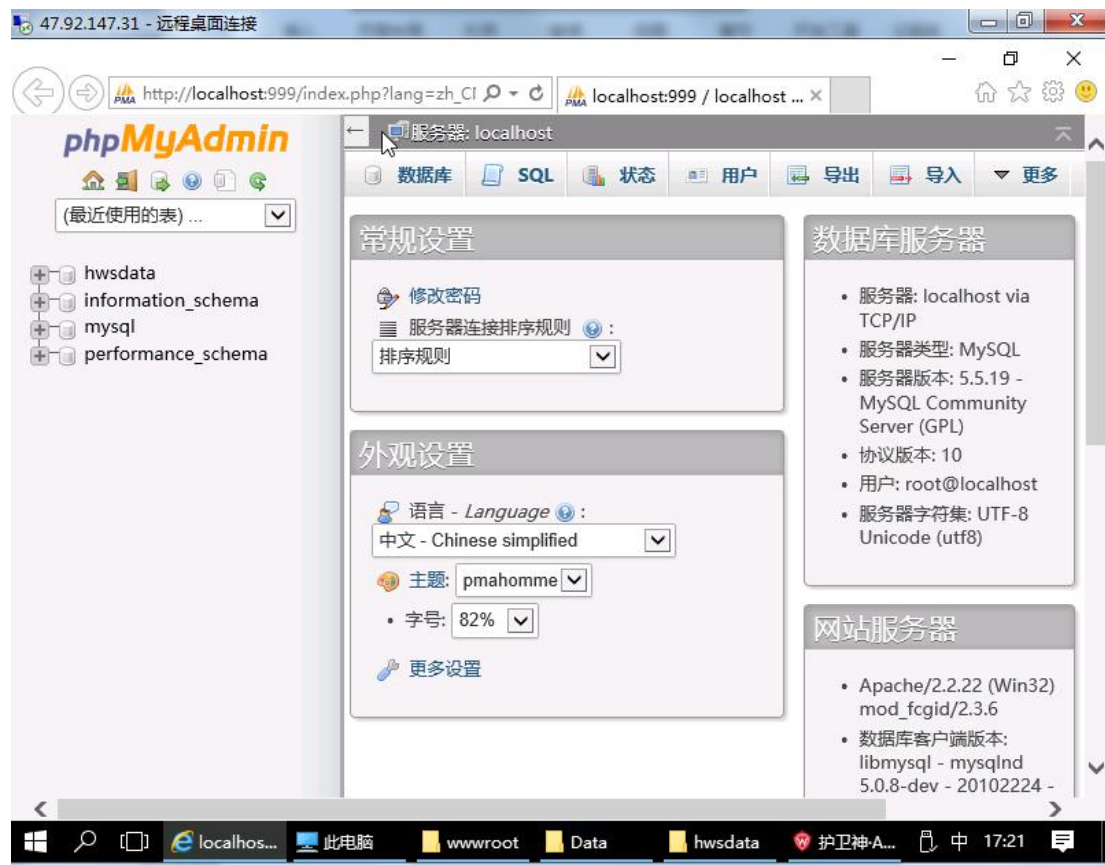 47.92.147.31 - 远程桌面连接
http://localhost:999/index.php?lang=zh_CI
localhost:999 / localhost ...
phpMyAdmin
(最近使用的表) ...
hwsdata
information_schema
mysql
performance_schema
服务器: localhost
数据库 SQL 状态 用户 导出 导入 更多
常规设置
修改密码
服务器连接排序规则 :
排序规则
外观设置
语言 - Language :
中文 - Chinese simplified
主题: pmahomme
• 字号: 82%
更多设置
数据库服务器
• 服务器: localhost via
TCP/IP
• 服务器类型: MySQL
• 服务器版本: 5.5.19 -
MySQL Community
Server (GPL)
• 协议版本: 10
• 用户: root@localhost
• 服务器字符集: UTF-8
Unicode (utf8)
网站服务器
• Apache/2.2.22 (Win32)
mod_fcgid/2.3.6
• 数据库客户端版本:
libmysql - mysqlnd
5.0.8-dev - 20102224 -
localhos... 此电脑 wwwroot Data hwsdata 护卫神·A... 中 17:21